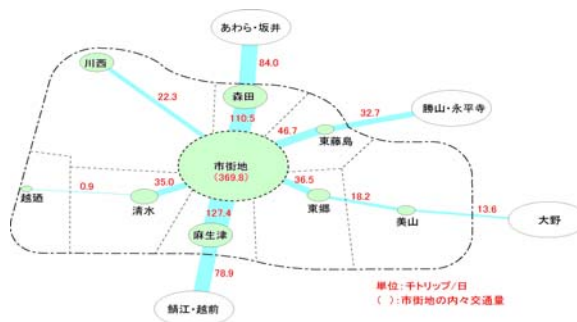 あわら・坂井
84.0
川西
森田
22.3
110.5
46.7
32.7
勝山・永平寺
東藤島
市街地
(369.8)
越廼
0.9
35.0
清水
36.5
東郷
18.2
美山
13.6
大野
127.4
麻生津
78.9
鯖江・越前
単位:千トリップ/日
( ):市街地の内々交通量